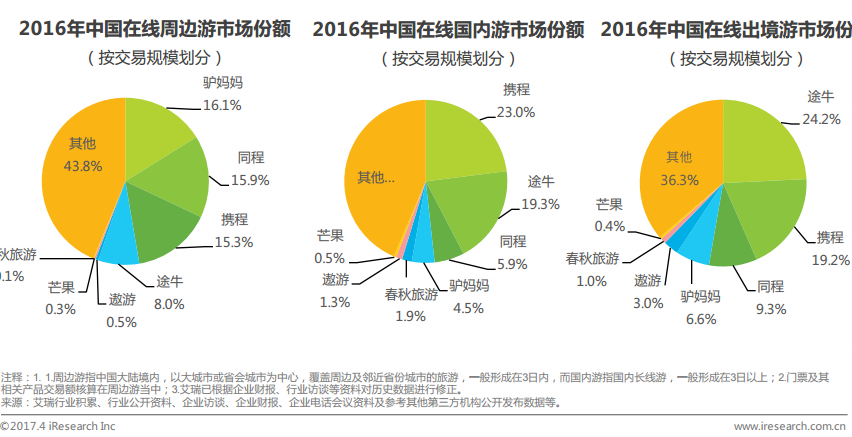 2016年中国在线周边游市场份额
（按交易规模划分）
驴妈妈
16.1%
同程
15.9%
携程
15.3%
途牛
8.0%
遨游
0.5%
芒果
0.3%
秋旅游
0.1%
其他
43.8%
2016年中国在线国内游市场份额
（按交易规模划分）
携程
23.0%
途牛
19.3%
同程
5.9%
驴妈妈
4.5%
春秋旅游
1.9%
遨游
1.3%
芒果
0.5%
其他...
2016年中国在线出境游市场份
（按交易规模划分）
途牛
24.2%
携程
19.2%
同程
9.3%
驴妈妈
6.6%
遨游
3.0%
春秋旅游
1.0%
芒果
0.4%
其他
36.3%
注释：1. 1.周边游指中国大陆境内，以大城市或省会城市为中心，覆盖周边及邻近省份城市的旅游，一般形成在3日内，而国内游指国内长线游，一般形成在3日以上；2.门票及其
相关产品交易额核算在周边游当中；3.艾瑞已根据企业财报、行业访谈等资料对历史数据进行修正。
来源：艾瑞行业积累、行业公开资料、企业访谈、企业财报、企业电话会议资料及参考其他第三方机构公开发布数据等。
©2017.4 iResearch Inc
www.iresearch.com.cn